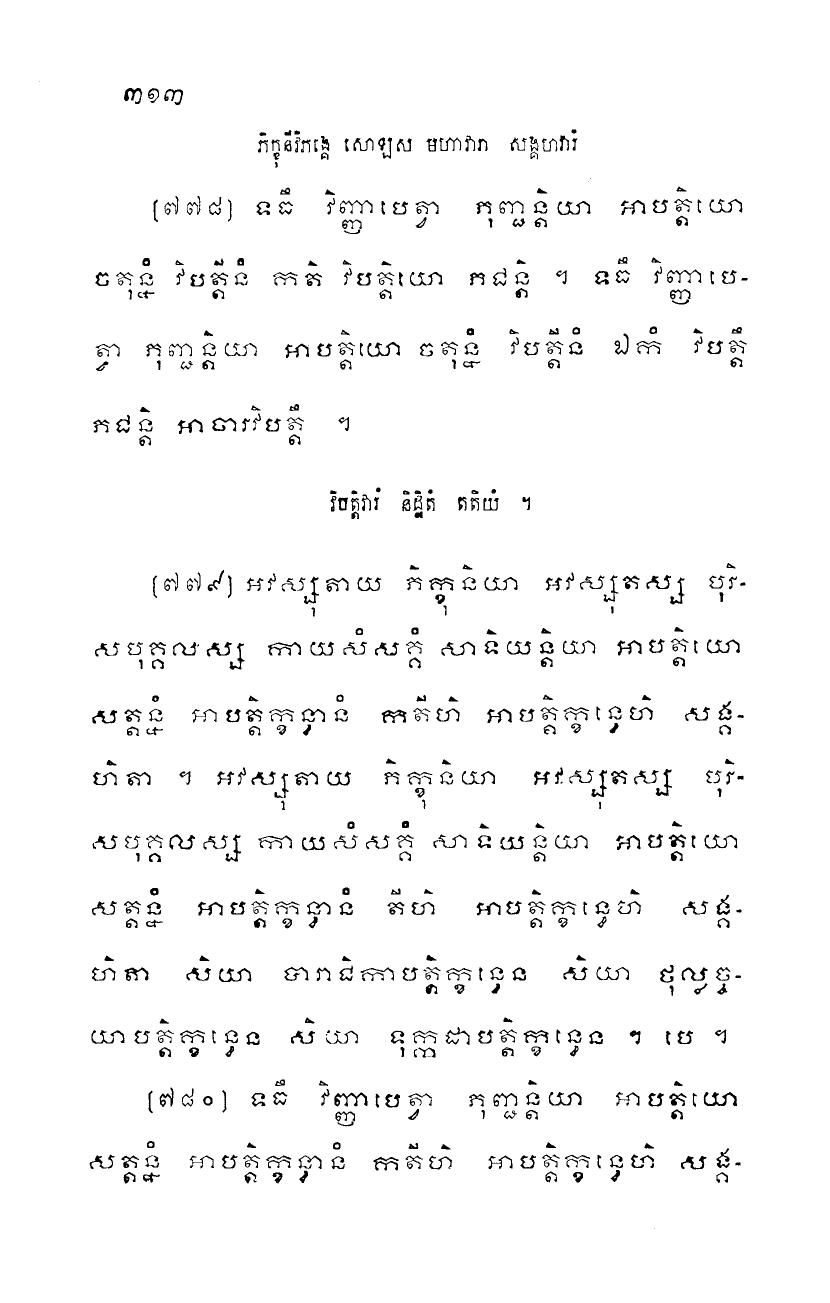 ៣១៣
ភិក្ខុនីវិភង្គេ សោឡស មហាវារា សង្គហវារំ
[៧៧៨] ទធឹ វិញ្ញាបេត្វា ភុញ្ជន្តិយា អាបត្តិយោ
ចតុន្នំ វិបត្តីនំ កតិ វិបត្តិយោ ភជន្តិ ។ ទធឹ វិញ្ញាបេ-
ត្វា ភុញ្ជន្តិយា អាបត្តិយោ ចតុន្នំ វិបត្តីនំ ឯកំ វិបត្តឹ
ភជន្តិ អាចារវិបត្តឹ ។
វិបត្តិវារំ និដ្ឋិតំ តតិយំ ។
[៧៧៩] អវស្សុតាយ ភិក្ខុនិយា អវស្សុតស្ស បុរិ-
សបុគ្គលស្ស កាយសំសគ្គំ សាទិយន្តិយា អាបត្តិយោ
សត្តន្នំ អាបត្តិក្ខន្ធានំ កតីហិ អាបត្តិក្ខន្ធេហិ សង្គ-
ហិតា ។ អវស្សុតាយ ភិក្ខុនិយា អវស្សុតស្ស បុរិ-
សបុគ្គលស្ស កាយសំសគ្គំ សាទិយន្តិយា អាបត្តិយោ
សត្តន្នំ អាបត្តិក្ខន្ធានំ តីហិ អាបត្តិក្ខន្ធេហិ សង្គ-
ហិតា សិយា បារាជិកាបត្តិក្ខន្ធេន សិយា ថុល្លច្ច-
យាបត្តិក្ខន្ធេន សិយា ទុក្កដាបត្តិក្ខន្ធេន ។ បេ ។
[៧៨០] ទធឹ វិញ្ញាបេត្វា ភុញ្ជន្តិយា អាបត្តិយោ
សត្តន្នំ អាបត្តិក្ខន្ធានំ កតីហិ អាបត្តិក្ខន្ធេហិ សង្គ-